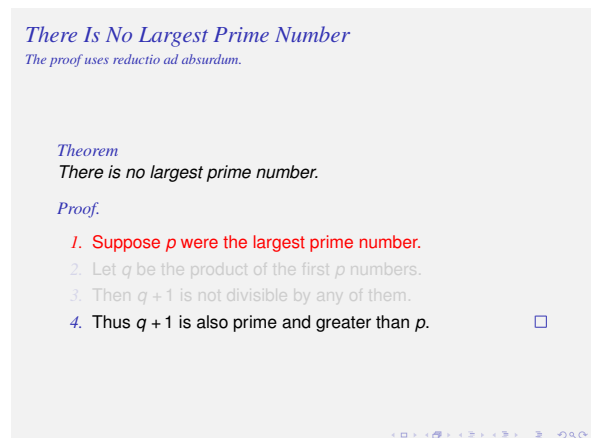 There Is No Largest Prime Number
The proof uses reductio ad absurdum.
Theorem
There is no largest prime number.
Proof.
1. Suppose p were the largest prime number.
2. Let q be the product of the first p numbers.
3. Then q + 1 is not divisible by any of them.
4. Thus q + 1 is also prime and greater than p. □